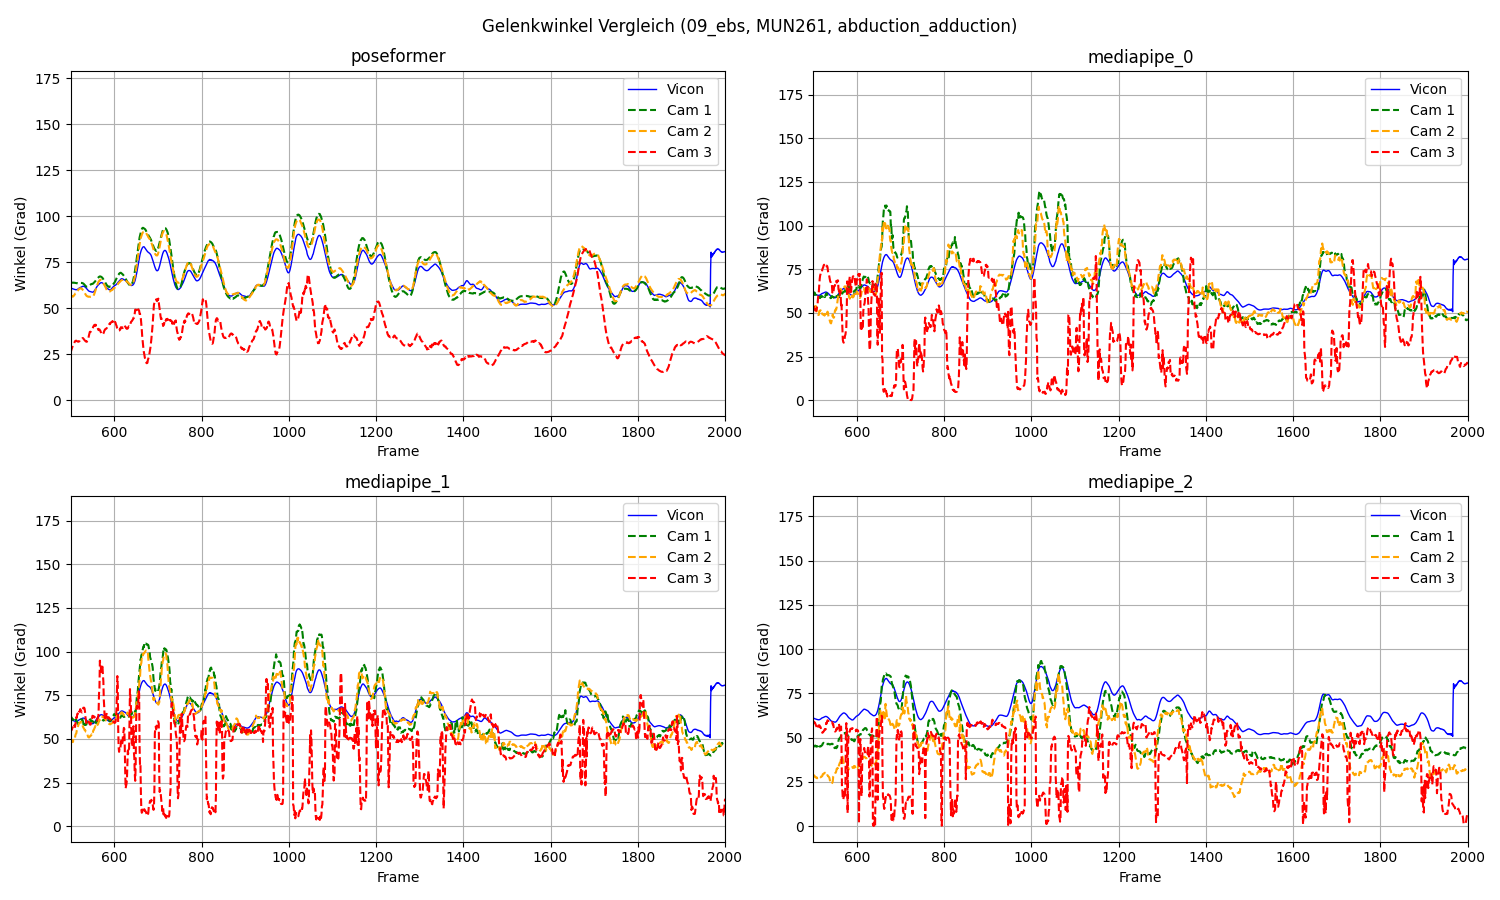 Gelenkwinkel Vergleich (09_ebs, MUN261, abduction_adduction)
poseformer
Winkel (Grad)
175
150
125
100
75
50
25
0
600 800 1000 1200 1400 1600 1800 2000
Frame
Vicon
Cam 1
Cam 2
Cam 3
mediapipe_0
Winkel (Grad)
175
150
125
100
75
50
25
0
600 800 1000 1200 1400 1600 1800 2000
Frame
Vicon
Cam 1
Cam 2
Cam 3
mediapipe_1
Winkel (Grad)
175
150
125
100
75
50
25
0
600 800 1000 1200 1400 1600 1800 2000
Frame
Vicon
Cam 1
Cam 2
Cam 3
mediapipe_2
Winkel (Grad)
175
150
125
100
75
50
25
0
600 800 1000 1200 1400 1600 1800 2000
Frame
Vicon
Cam 1
Cam 2
Cam 3